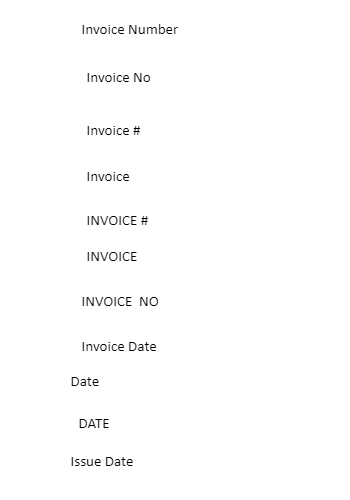 Invoice Number
Invoice No
Invoice #
Invoice
INVOICE #
INVOICE
INVOICE  NO
Invoice Date
Date
DATE
Issue Date